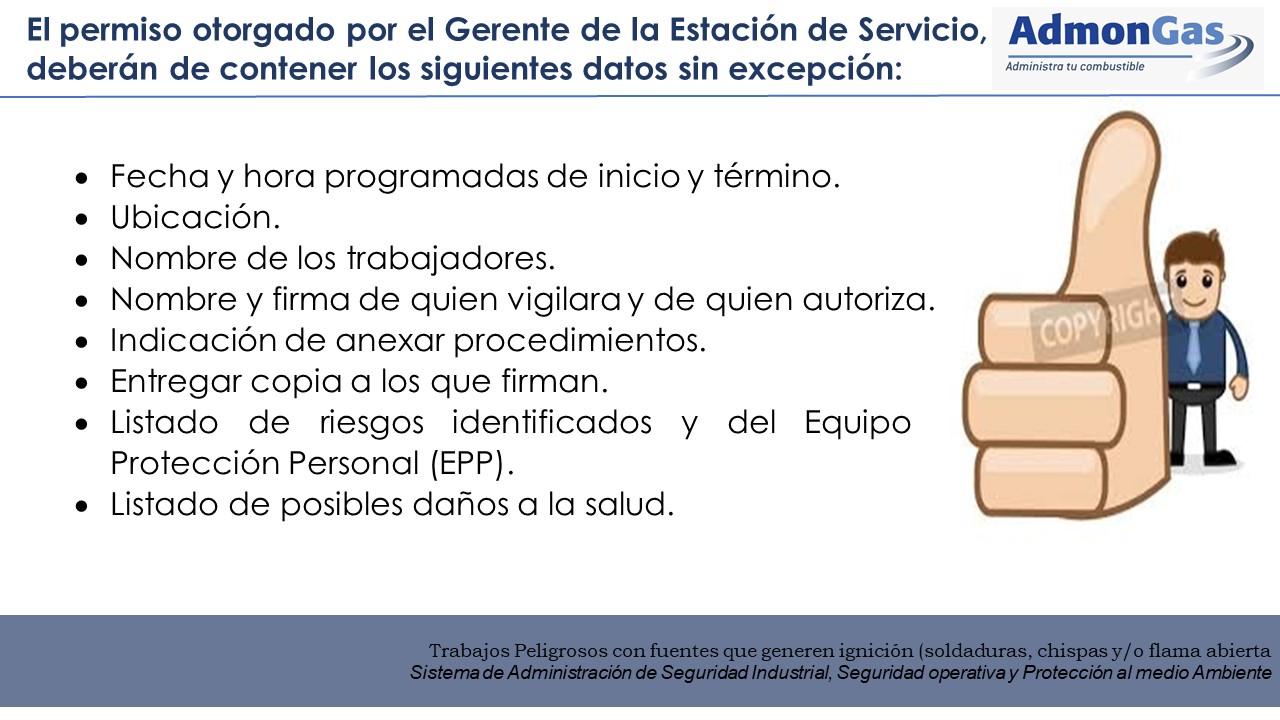 El permiso otorgado por el Gerente de la Estación de Servicio,
deberán de contener los siguientes datos sin excepción:
AdmonGas
Administra tu combustible
• Fecha y hora programadas de inicio y término.
• Ubicación.
• Nombre de los trabajadores.
• Nombre y firma de quien vigilara y de quien autoriza.
• Indicación de anexar procedimientos.
• Entregar copia a los que firman.
• Listado de riesgos identificados y del Equipo
Protección Personal (EPP).
• Listado de posibles daños a la salud.
COPYRIGH
Trabajos Peligrosos con fuentes que generen ignición (soldaduras, chispas y/o flama abierta
Sistema de Administración de Seguridad Industrial, Seguridad operativa y Protección al medio Ambiente